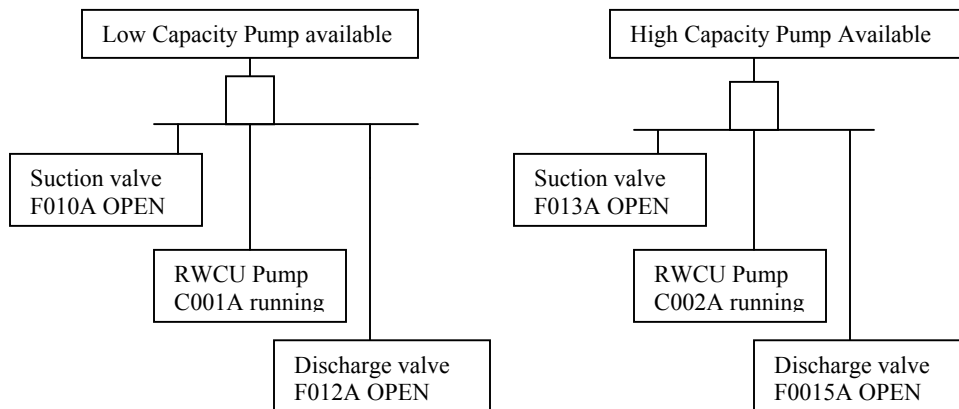 Low Capacity Pump available
High Capacity Pump Available
Suction valve
F010A OPEN
Suction valve
F013A OPEN
RWCU Pump
C001A running
RWCU Pump
C002A running
Discharge valve
F012A OPEN
Discharge valve
F0015A OPEN